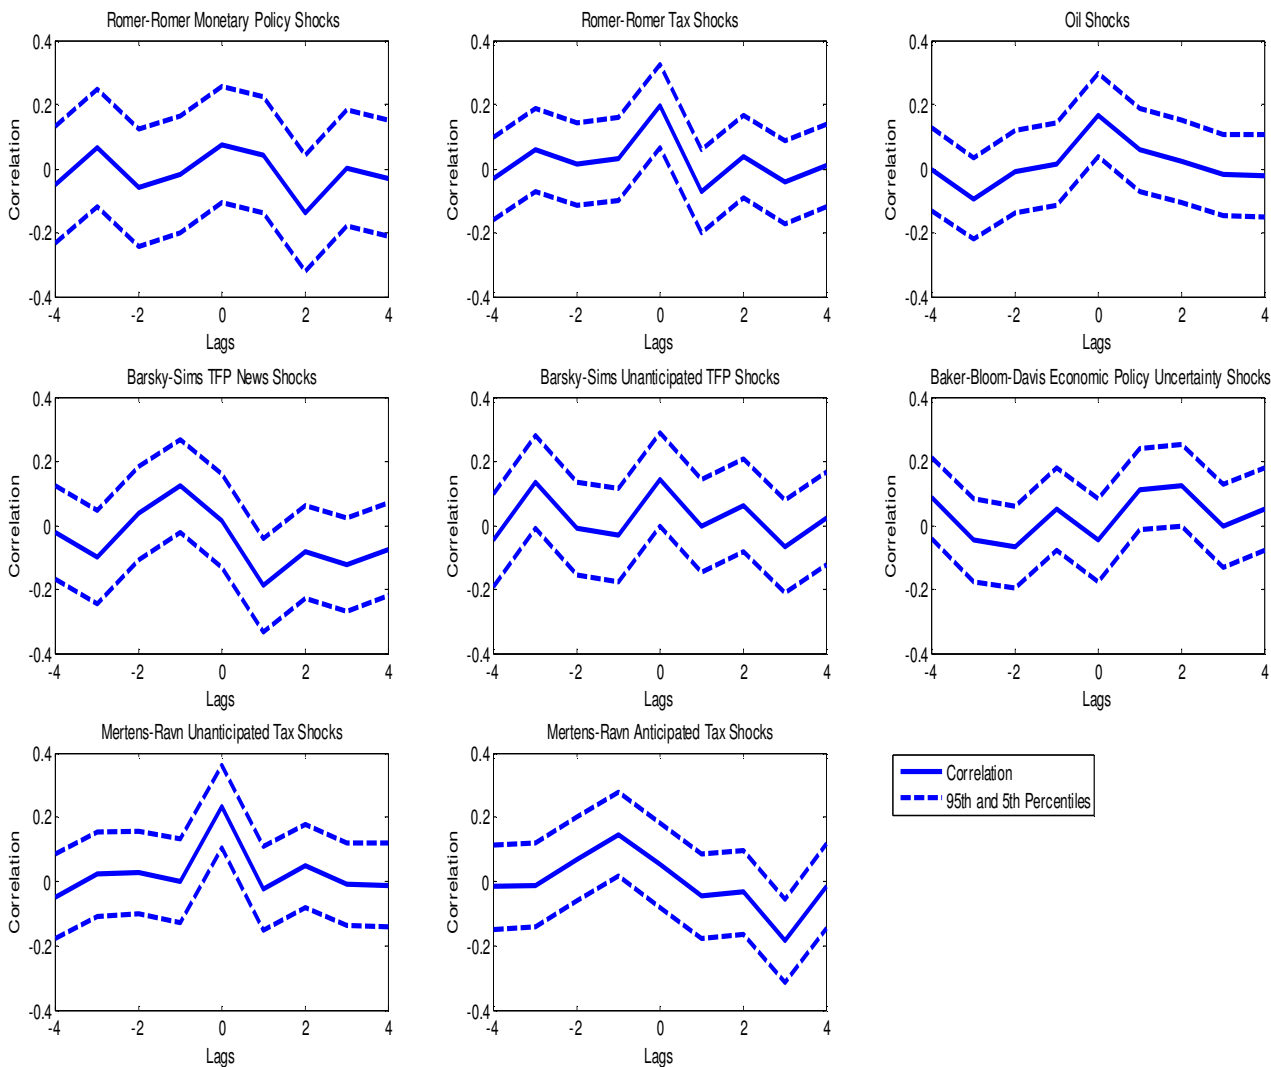 Romer-Romer Monetary Policy Shocks
0.4
0.2
0
-0.2
-0.4
Correlation
-4 -2 0 2 4
Lags
Romer-Romer Tax Shocks
0.4
0.2
0
-0.2
-0.4
Correlation
-4 -2 0 2 4
Lags
Oil Shocks
0.4
0.2
0
-0.2
-0.4
Correlation
-4 -2 0 2 4
Lags
Barsky-Sims TFP News Shocks
0.4
0.2
0
-0.2
-0.4
Correlation
-4 -2 0 2 4
Lags
Barsky-Sims Unanticipated TFP Shocks
0.4
0.2
0
-0.2
-0.4
Correlation
-4 -2 0 2 4
Lags
Baker-Bloom-Davis Economic Policy Uncertainty Shocks
0.4
0.2
0
-0.2
-0.4
Correlation
-4 -2 0 2 4
Lags
Mertens-Ravn Unanticipated Tax Shocks
0.4
0.2
0
-0.2
-0.4
Correlation
-4 -2 0 2 4
Lags
Mertens-Ravn Anticipated Tax Shocks
0.4
0.2
0
-0.2
-0.4
Correlation
-4 -2 0 2 4
Lags
Correlation
95th and 5th Percentiles